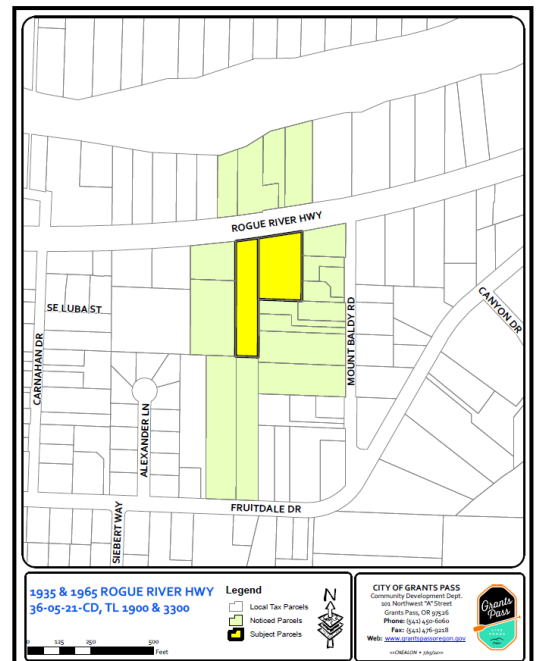 ROGUE RIVER HWY
SE LUBA ST
CARNAHAN DR
ALEXANDER LN
SIEBERT WAY
FRUITDALE DR
MOUNT BALDY RD
CANYON DR
1935 & 1965 ROGUE RIVER HWY
36-05-21-CD, TL 1900 & 3300
0 125 250 500
Feet
Legend
Local Tax Parcels
Noticed Parcels
Subject Parcels
N
CITY OF GRANTS PASS
Community Development Dept.
101 Northwest "A" Street
Grants Pass, OR 97526
Phone: (541) 450-6060
Fax: (541) 476-9218
Web: www.grantspassoregon.gov
Grants
Pass